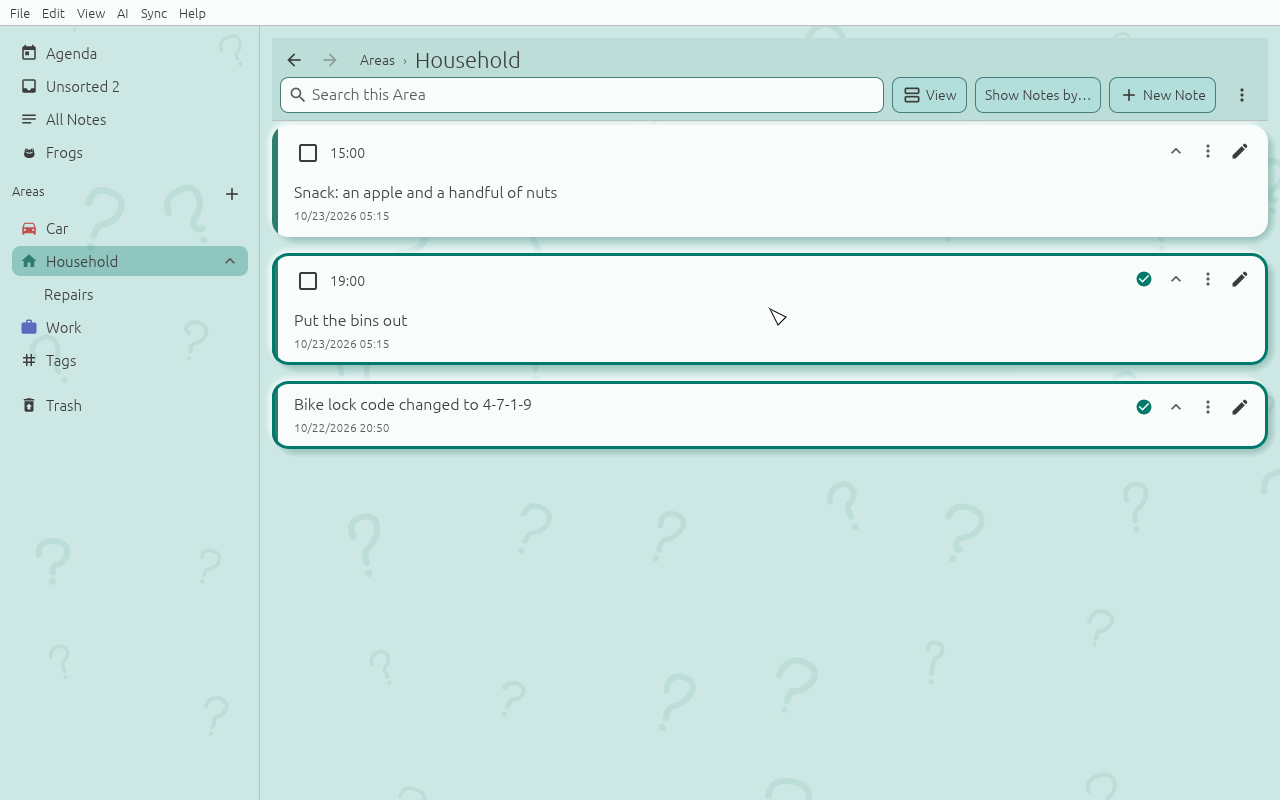 File Edit View AI Sync Help
Agenda
Unsorted 2
All Notes
Frogs
Areas
Car
Household
Repairs
Work
Tags
Trash
Areas › Household
Search this Area
View
Show Notes by...
New Note
15:00
Snack: an apple and a handful of nuts
10/23/2026 05:15
19:00
Put the bins out
10/23/2026 05:15
Bike lock code changed to 4-7-1-9
10/22/2026 20:50